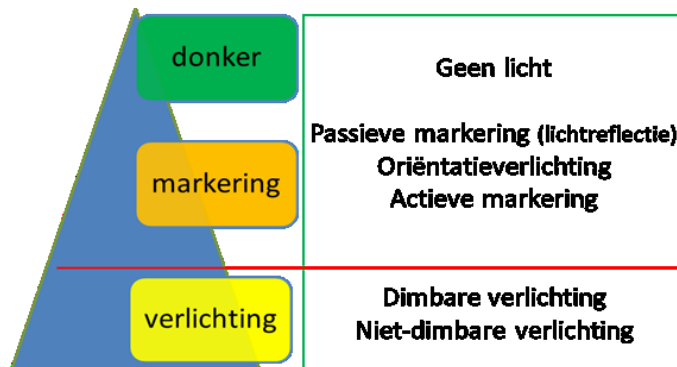 donker
Geen licht
markering
Passieve markering (lichtreflectie)
Oriëntatieverlichting
Actieve markering
verlichting
Dimbare verlichting
Niet-dimbare verlichting